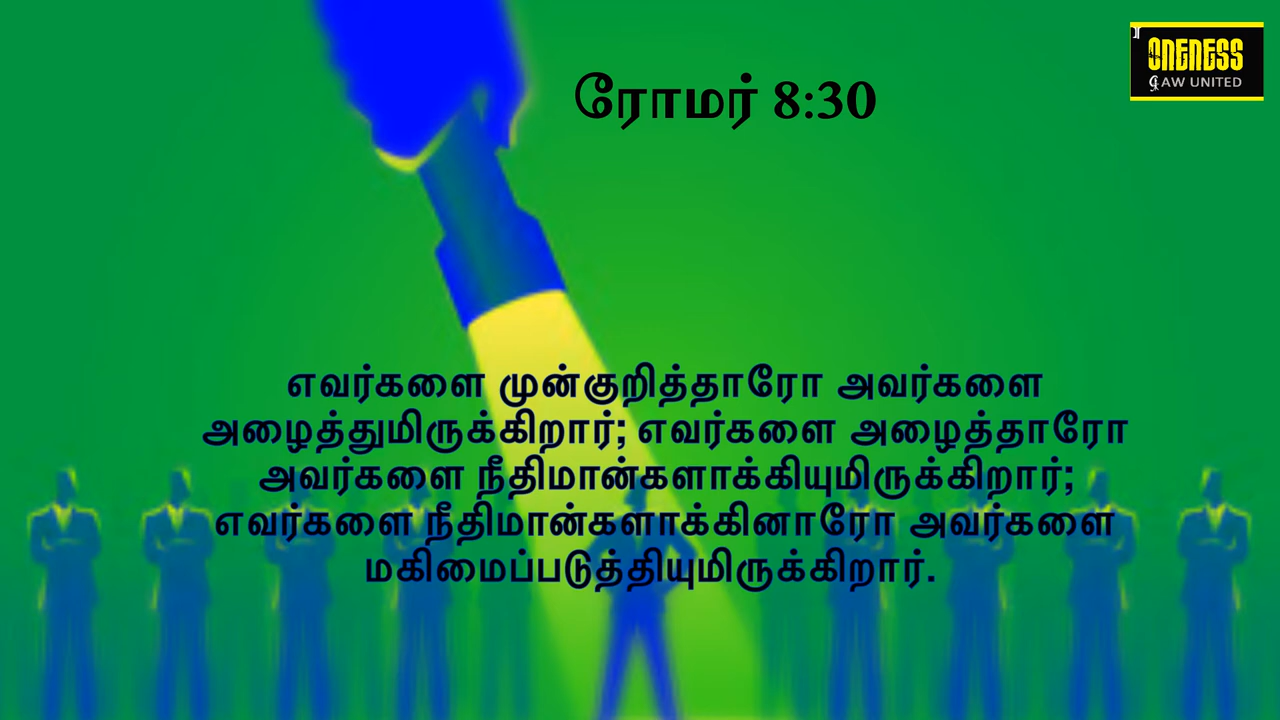 ரோமர் 8:30
ONENESS
LAW UNITED
எவர்களை முன்குறித்தாரோ அவர்களை
அழைத்துமிருக்கிறார்; எவர்களை அழைத்தாரோ
அவர்களை நீதிமான்களாக்கியுமிருக்கிறார்;
எவர்களை நீதிமான்களாக்கினாரோ அவர்களை
மகிமைப்படுத்தியுமிருக்கிறார்.